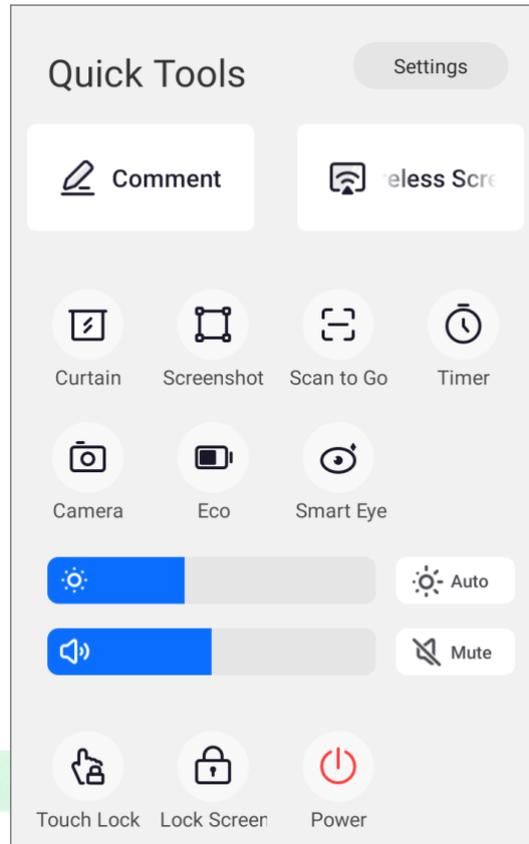 Quick Tools
Settings
Comment
eless Scre
Curtain
Screenshot
Scan to Go
Timer
Camera
Eco
Smart Eye
Auto
Mute
Touch Lock
Lock Screen
Power